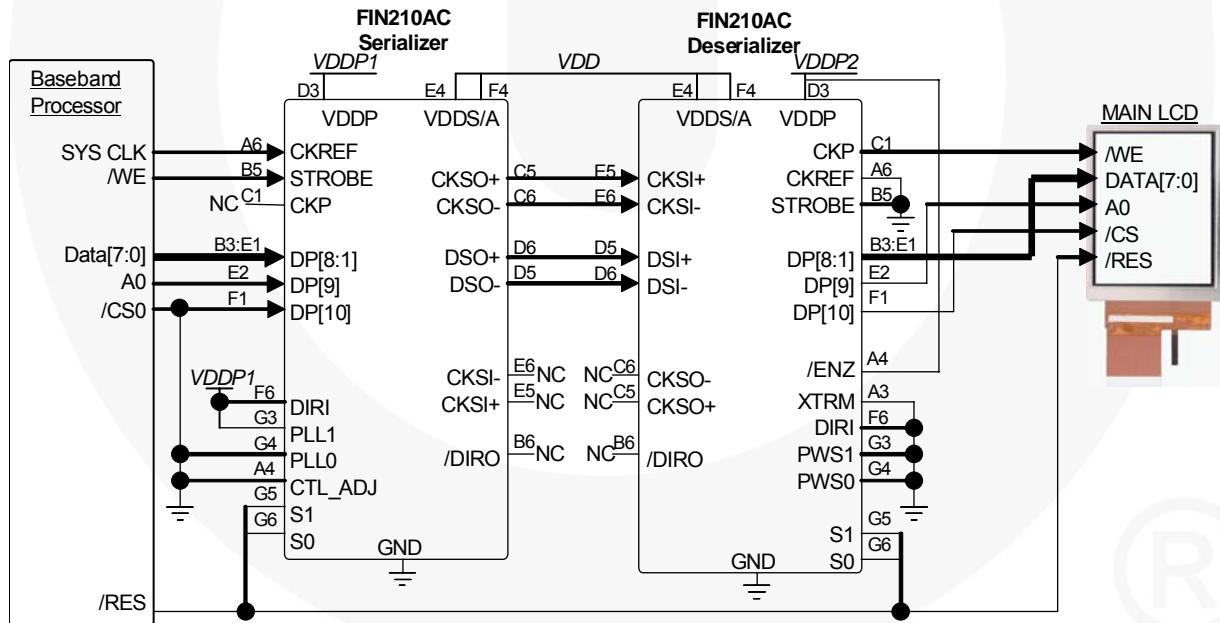 FIN210AC
Serializer
FIN210AC
Deserializer
Baseband
Processor
VDDP1
VDD
VDDP2
D3
E4
F4
E4
F4
D3
VDDP
VDDS/A
VDDS/A
VDDP
MAIN LCD
SYS CLK
A6
CKREF
/WE
B5
STROBE
NC
C1
CKP
Data[7:0]
B3:E1
DP[8:1]
A0
E2
DP[9]
/CS0
F1
DP[10]
VDDP1
F6
DIRI
G3
PLL1
G4
PLL0
A4
CTL_ADJ
G5
S1
G6
S0
GND
/RES
CKSO+
C5
E5
CKSI+
CKSO-
C6
E6
CKSI-
DSO+
D6
D5
DSI+
DSO-
D5
D6
DSI-
CKSI-
E6
NC
NC
C6
CKSO-
CKSI+
E5
NC
NC
C5
CKSO+
/DIRO
B6
NC
NC
B6
/DIRO
CKP
C1
CKREF
A6
STROBE
B5
DP[8:1]
B3:E1
DP[9]
E2
DP[10]
F1
/ENZ
A4
XTRM
A3
DIRI
F6
PWS1
G3
PWS0
G4
S1
G5
S0
G6
GND
/WE
DATA[7:0]
A0
/CS
/RES
®